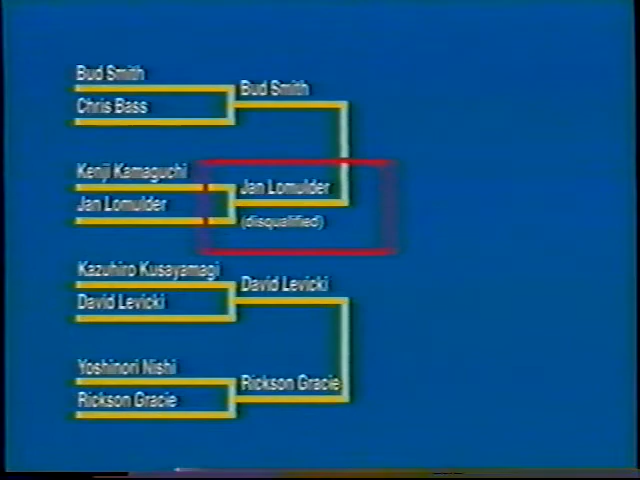 Bud Smith
Bud Smith
Chris Bass
Kenji Kamaguchi
Jan Lomulder
Jan Lomulder
(disqualified)
Kazuhiro Kusayamagi
David Levicki
David Levicki
Yoshinori Nishi
Rickson Gracie
Rickson Gracie